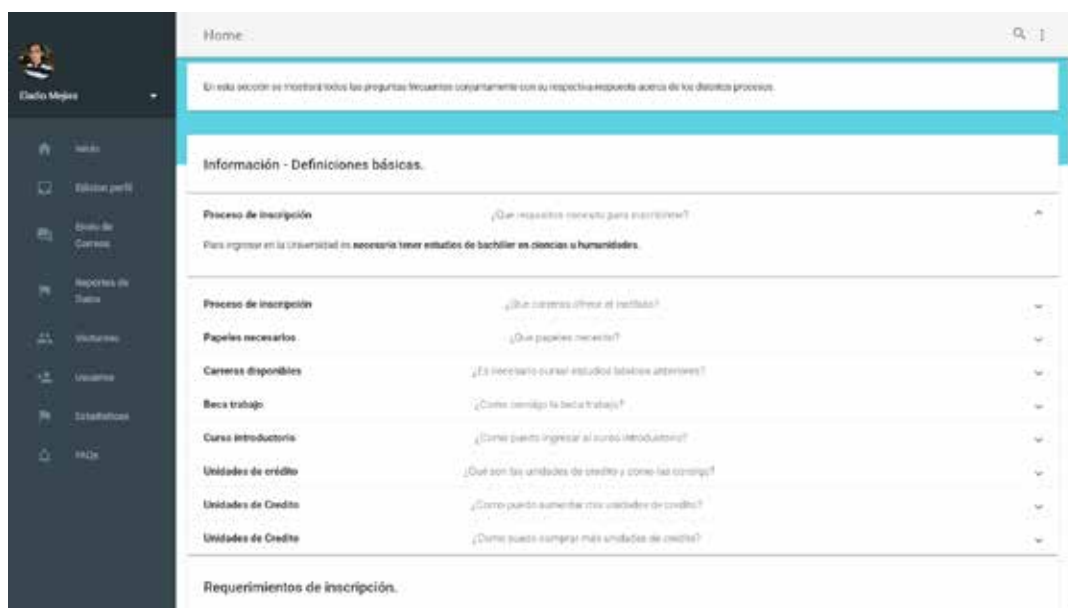 Home
Eladio Mejias
En esta sección se mostrará todos las preguntas frecuentes conjuntamente con su respectiva respuesta acerca de los distintos procesos.
Inicio
Edicion perfil
Envio de
Correos
Reportes de
Datos
Visitantes
Usuarios
Estadisticas
FAQs
Información - Definiciones básicas.
Proceso de inscripción ¿Que requisitos necesito para inscribirme?
Para ingresar en la Universidad es necesario tener estudios de bachiller en ciencias u humanidades.
Proceso de inscripción ¿Que carreras ofrece el instituto?
Papeles necesarios ¿Que papeles necesito?
Carreras disponibles ¿Es necesario cursar estudios básicos anteriores?
Beca trabajo ¿Como consigo la beca trabajo?
Curso introductorio ¿Como puedo ingresar al curso introductorio?
Unidades de crédito ¿Qué son las unidades de credito y como las consigo?
Unidades de Credito ¿Como puedo aumentar mis unidades de credito?
Unidades de Credito ¿Como puedo comprar más unidades de credito?
Requerimientos de inscripción.